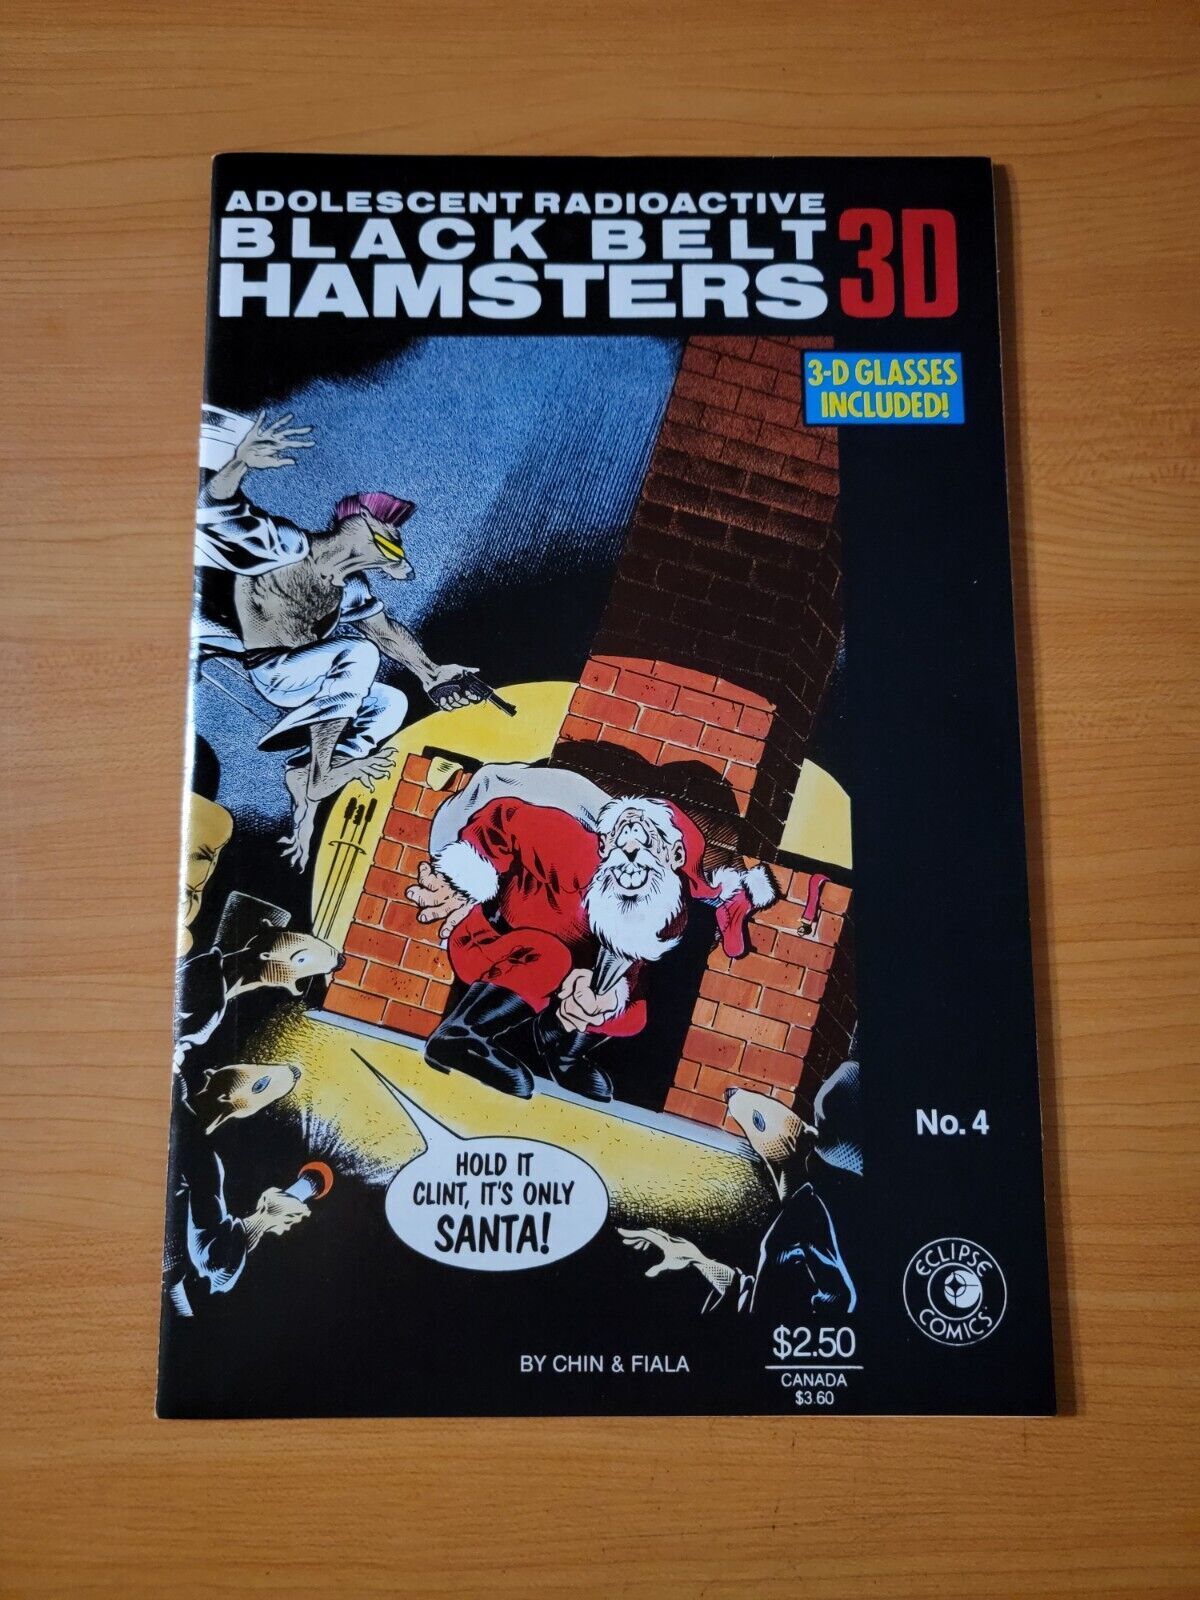 ADOLESCENT RADIOACTIVE
BLACK BELT
HAMSTERS
3D
3-D GLASSES
INCLUDED!
HOLD IT
CLINT, IT'S ONLY
SANTA!
No. 4
ECLIPSE
COMICS
BY CHIN & FIALA
$2.50
CANADA
$3.60